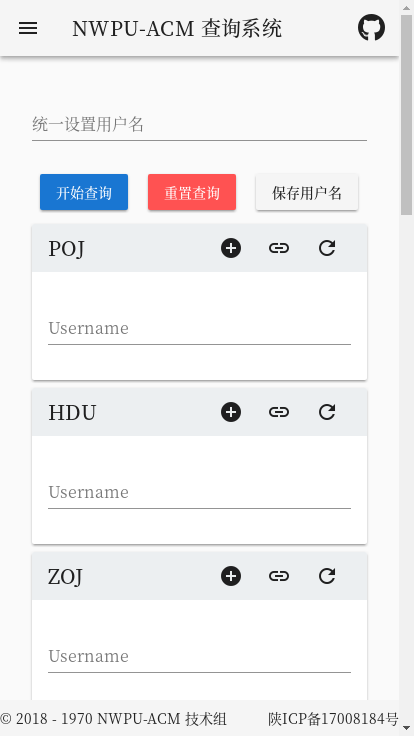 NWPU-ACM 查询系统
统一设置用户名
开始查询 重置查询 保存用户名
POJ
Username
HDU
Username
ZOJ
Username
© 2018 - 1970 NWPU-ACM 技术组 陕ICP备17008184号